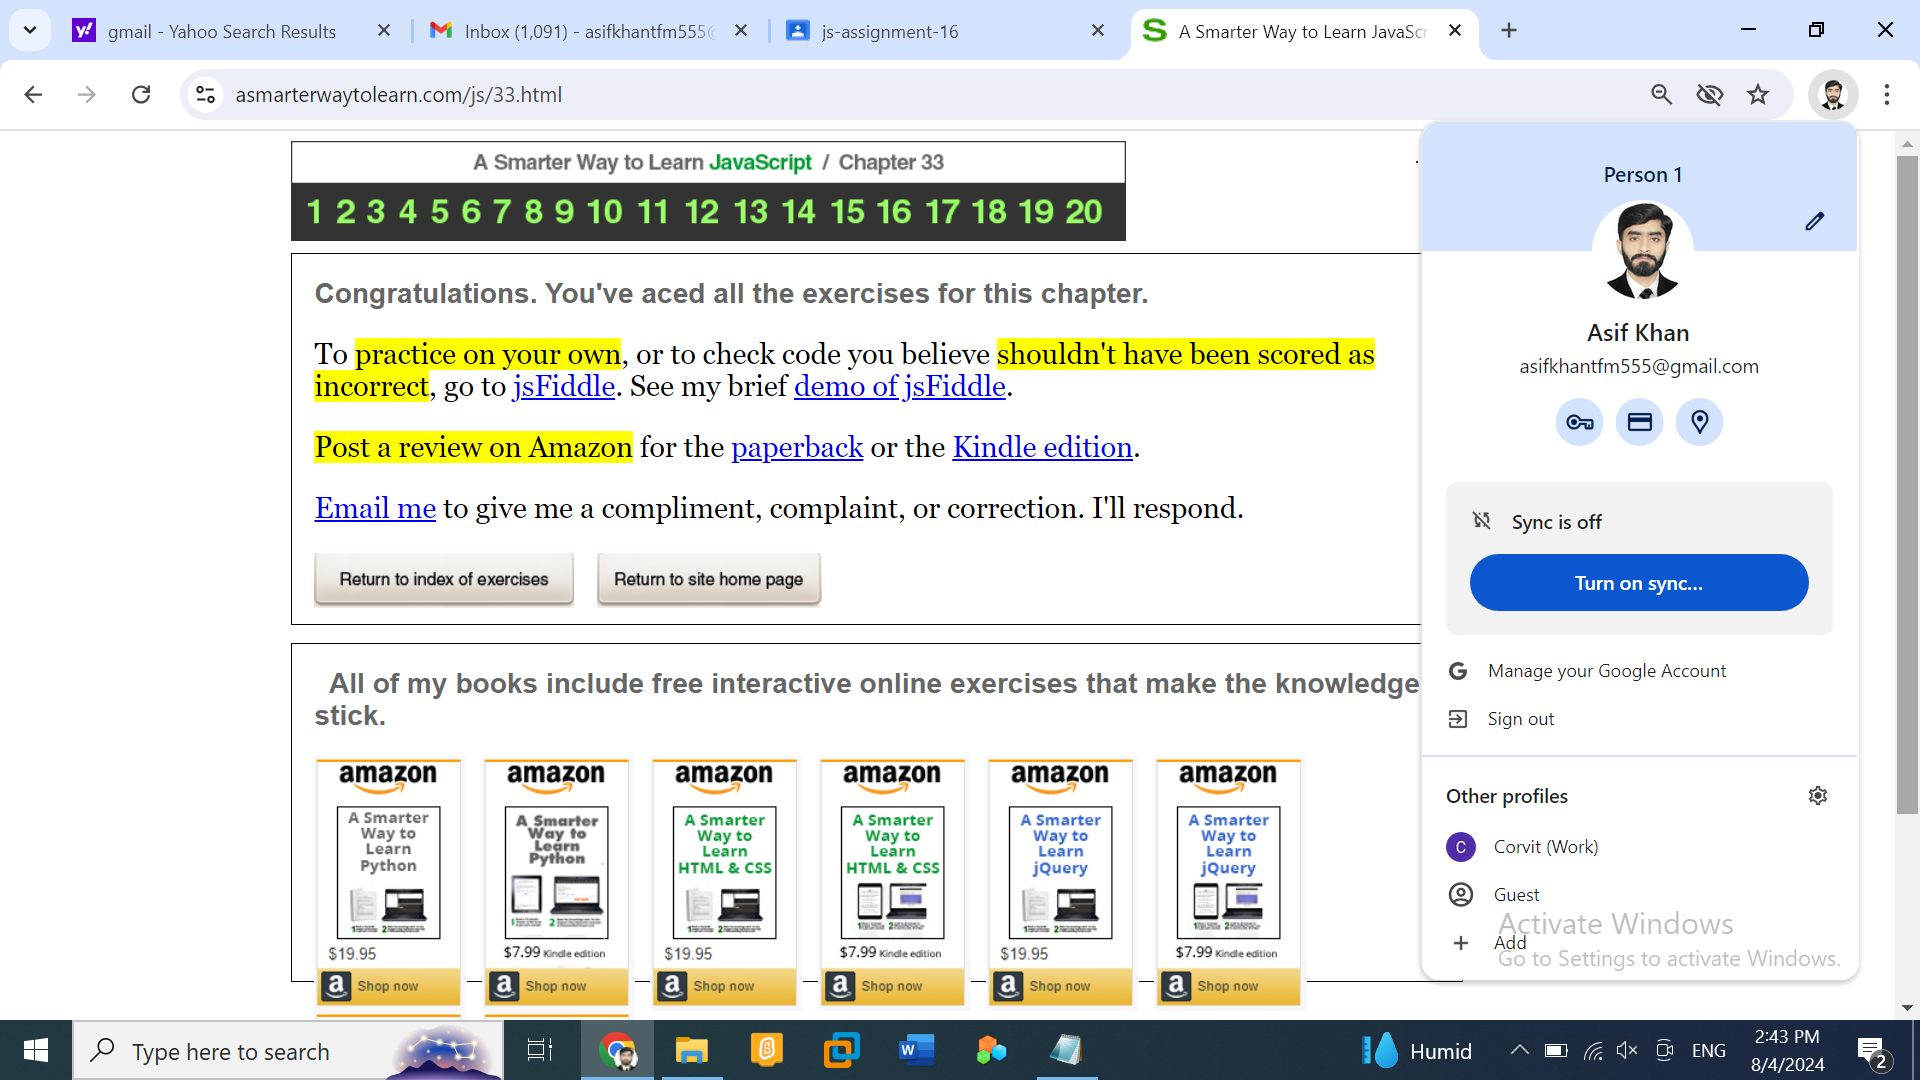 gmail - Yahoo Search Results
Inbox (1,091) - asifkhantfm555@
js-assignment-16
A Smarter Way to Learn JavaScr
asmarterwaytolearn.com/js/33.html
A Smarter Way to Learn JavaScript / Chapter 33
1 2 3 4 5 6 7 8 9 10 11 12 13 14 15 16 17 18 19 20
Congratulations. You've aced all the exercises for this chapter.
To practice on your own, or to check code you believe shouldn't have been scored as
incorrect, go to jsFiddle. See my brief demo of jsFiddle.
Post a review on Amazon for the paperback or the Kindle edition.
Email me to give me a compliment, complaint, or correction. I'll respond.
Return to index of exercises
Return to site home page
All of my books include free interactive online exercises that make the knowledge
stick.
amazon
A Smarter
Way to
Learn
Python
$19.95
Shop now
amazon
A Smarter
Way to
Learn
Python
$7.99 Kindle edition
Shop now
amazon
A Smarter
Way to
Learn
HTML & CSS
$19.95
Shop now
amazon
A Smarter
Way to
Learn
HTML & CSS
$7.99 Kindle edition
Shop now
amazon
A Smarter
Way to
Learn
jQuery
$19.95
Shop now
amazon
A Smarter
Way to
Learn
jQuery
$7.99 Kindle edition
Shop now
Person 1
Asif Khan
asifkhantfm555@gmail.com
Sync is off
Turn on sync...
Manage your Google Account
Sign out
Other profiles
C
Corvit (Work)
Guest
Add
Activate Windows
Go to Settings to activate Windows.
Type here to search
Humid
ENG
2:43 PM
8/4/2024
2